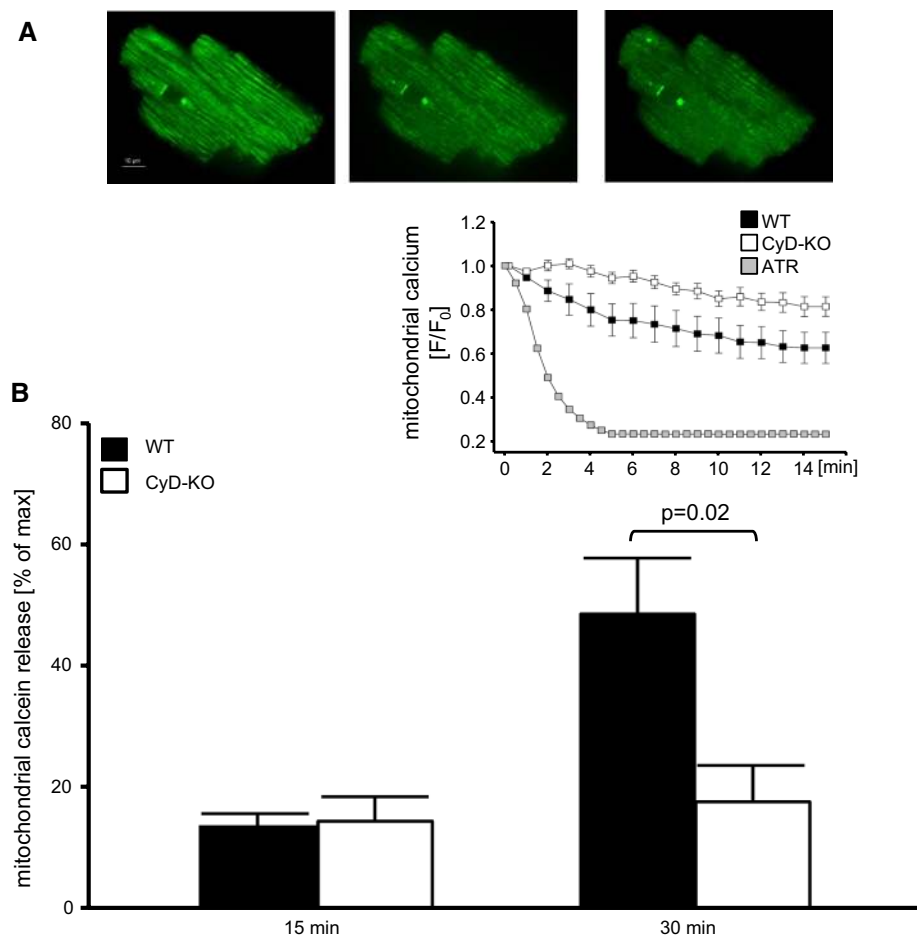 A
10 µm
mitochondrial calcium
[F/F₀]
1.2
1.0
0.8
0.6
0.4
0.2
0 2 4 6 8 10 12 14 [min]
WT
CyD-KO
ATR
B
mitochondrial calcein release [% of max]
80
60
40
20
0
WT
CyD-KO
p=0.02
15 min
30 min